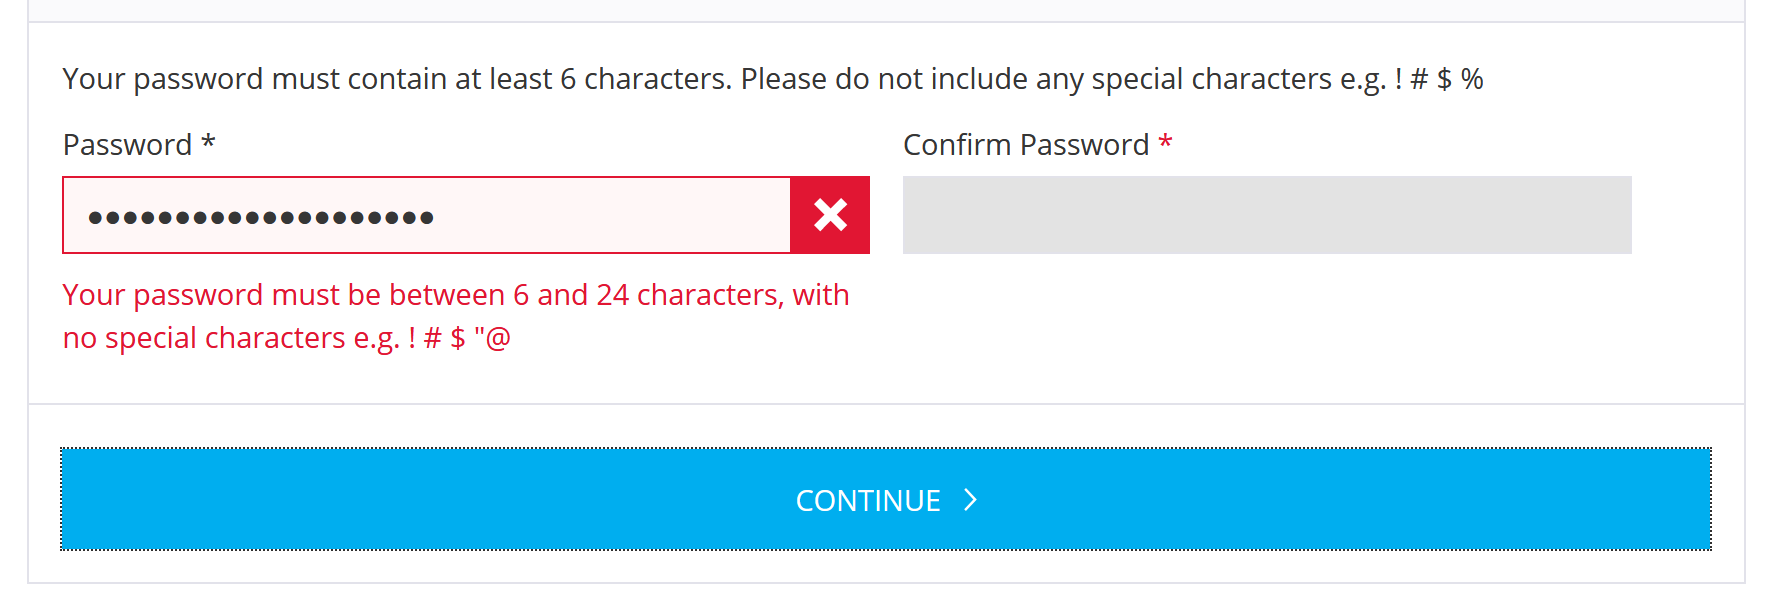 Your password must contain at least 6 characters. Please do not include any special characters e.g. ! # $ %
Password *
Confirm Password *
●●●●●●●●●●●●●●●●●●●●
Your password must be between 6 and 24 characters, with
no special characters e.g. ! # $ "@
CONTINUE